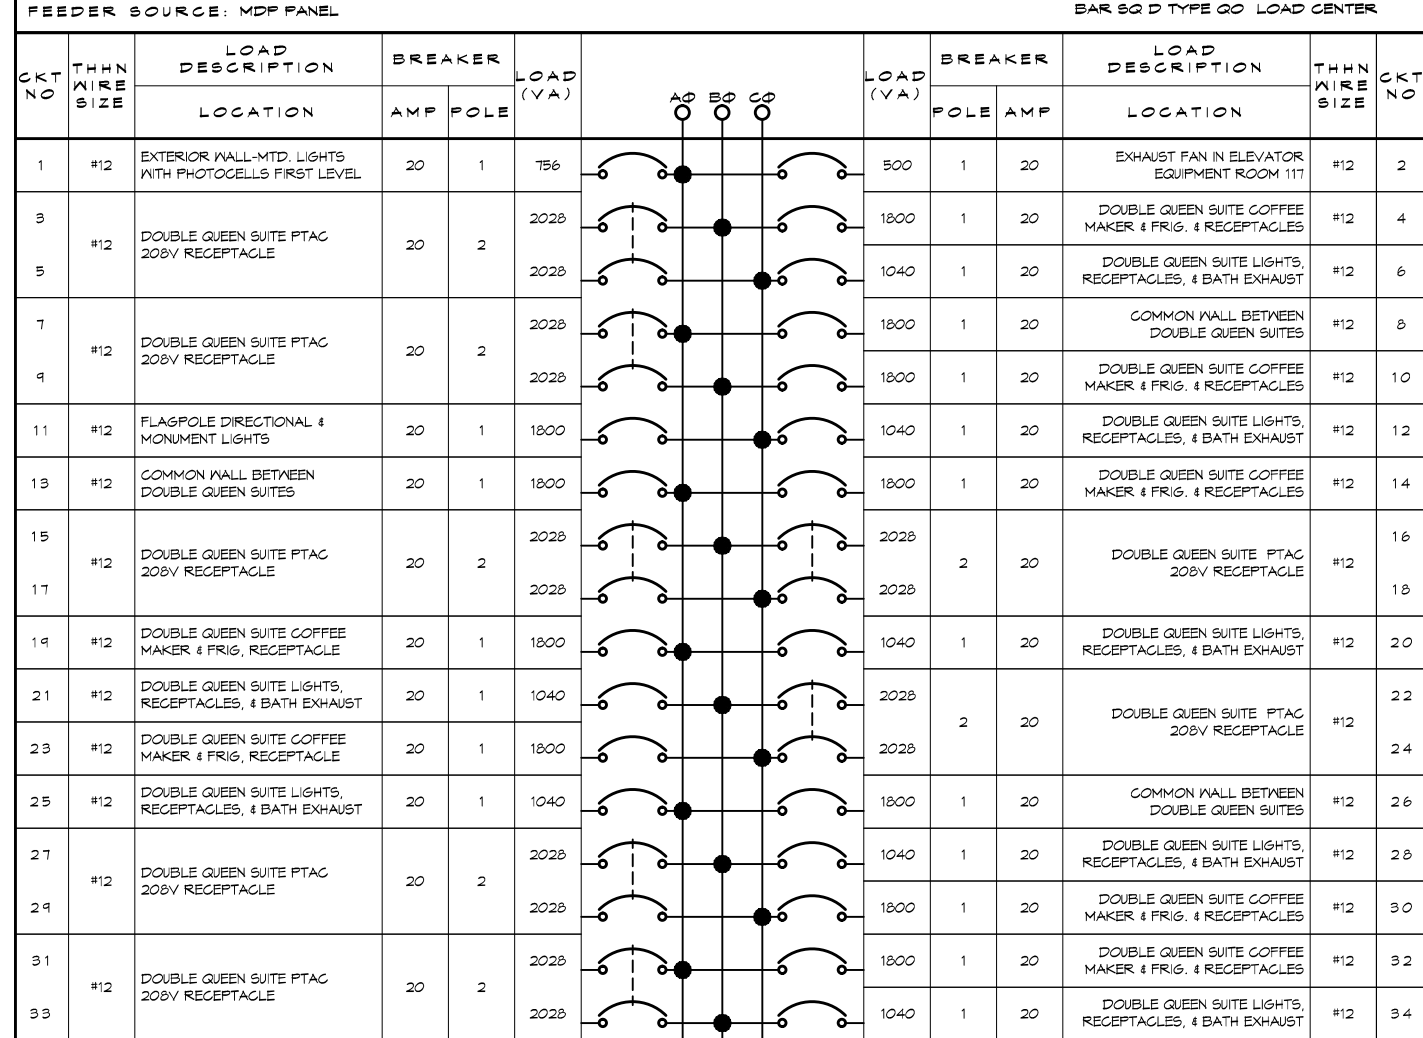 FEEDER SOURCE: MDP PANEL
BAR SQ D TYPE QO LOAD CENTER
CKT NO
THHN WIRE SIZE
LOAD DESCRIPTION
LOCATION
BREAKER
AMP POLE
LOAD (VA)
AΦ BΦ CΦ
LOAD (VA)
BREAKER
POLE AMP
LOAD DESCRIPTION
LOCATION
THHN WIRE SIZE
CKT NO
1 #12 EXTERIOR WALL-MTD. LIGHTS WITH PHOTOCELLS FIRST LEVEL 20 1 756 500 1 20 EXHAUST FAN IN ELEVATOR EQUIPMENT ROOM 117 #12 2
3 2028 1800 1 20 DOUBLE QUEEN SUITE COFFEE MAKER & FRIG. & RECEPTACLES #12 4
#12 DOUBLE QUEEN SUITE PTAC 208V RECEPTACLE 20 2
5 2028 1040 1 20 DOUBLE QUEEN SUITE LIGHTS, RECEPTACLES, & BATH EXHAUST #12 6
7 2028 1800 1 20 COMMON WALL BETWEEN DOUBLE QUEEN SUITES #12 8
#12 DOUBLE QUEEN SUITE PTAC 208V RECEPTACLE 20 2
9 2028 1800 1 20 DOUBLE QUEEN SUITE COFFEE MAKER & FRIG. & RECEPTACLES #12 10
11 #12 FLAGPOLE DIRECTIONAL & MONUMENT LIGHTS 20 1 1800 1040 1 20 DOUBLE QUEEN SUITE LIGHTS, RECEPTACLES, & BATH EXHAUST #12 12
13 #12 COMMON WALL BETWEEN DOUBLE QUEEN SUITES 20 1 1800 1800 1 20 DOUBLE QUEEN SUITE COFFEE MAKER & FRIG. & RECEPTACLES #12 14
15 2028 2028 16
#12 DOUBLE QUEEN SUITE PTAC 208V RECEPTACLE 20 2 2 20 DOUBLE QUEEN SUITE PTAC 208V RECEPTACLE #12
17 2028 2028 18
19 #12 DOUBLE QUEEN SUITE COFFEE MAKER & FRIG, RECEPTACLE 20 1 1800 1040 1 20 DOUBLE QUEEN SUITE LIGHTS, RECEPTACLES, & BATH EXHAUST #12 20
21 #12 DOUBLE QUEEN SUITE LIGHTS, RECEPTACLES, & BATH EXHAUST 20 1 1040 2028 22
2 20 DOUBLE QUEEN SUITE PTAC 208V RECEPTACLE #12
23 #12 DOUBLE QUEEN SUITE COFFEE MAKER & FRIG, RECEPTACLE 20 1 1800 2028 24
25 #12 DOUBLE QUEEN SUITE LIGHTS, RECEPTACLES, & BATH EXHAUST 20 1 1040 1800 1 20 COMMON WALL BETWEEN DOUBLE QUEEN SUITES #12 26
27 2028 1040 1 20 DOUBLE QUEEN SUITE LIGHTS, RECEPTACLES, & BATH EXHAUST #12 28
#12 DOUBLE QUEEN SUITE PTAC 208V RECEPTACLE 20 2
29 2028 1800 1 20 DOUBLE QUEEN SUITE COFFEE MAKER & FRIG. & RECEPTACLES #12 30
31 2028 1800 1 20 DOUBLE QUEEN SUITE COFFEE MAKER & FRIG. & RECEPTACLES #12 32
#12 DOUBLE QUEEN SUITE PTAC 208V RECEPTACLE 20 2
33 2028 1040 1 20 DOUBLE QUEEN SUITE LIGHTS, RECEPTACLES, & BATH EXHAUST #12 34